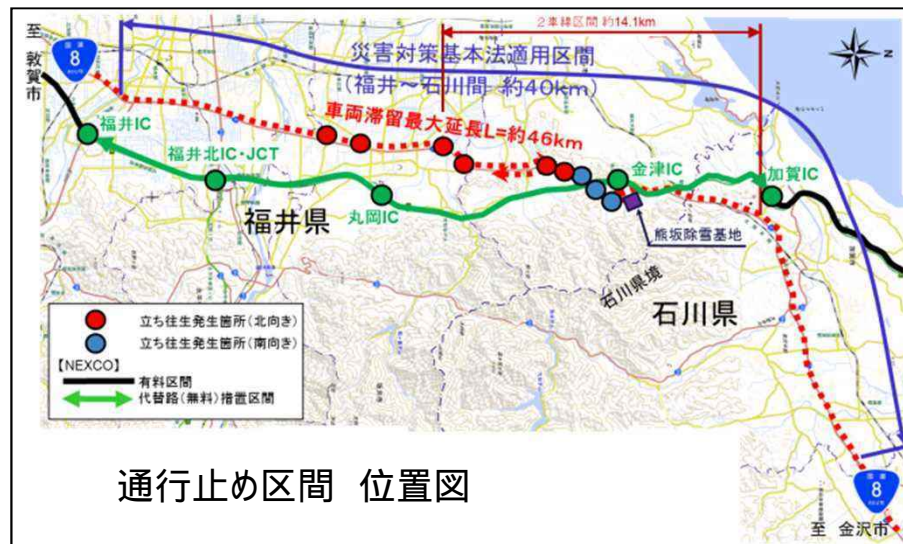 ２車線区間 約14.1km
至
敦賀市
国道
8
災害対策基本法適用区間
(福井～石川間 約40km)
N
車両滞留最大延長L=約46km
福井IC
福井北IC・JCT
丸岡IC
金津IC
加賀IC
福井県
熊坂除雪基地
石川県境
石川県
立ち往生発生箇所(北向き)
立ち往生発生箇所(南向き)
【NEXCO】
有料区間
代替路(無料)措置区間
通行止め区間 位置図
国道
8
至 金沢市